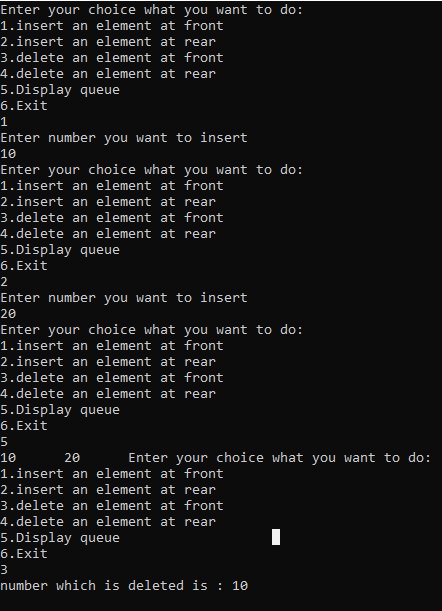 Enter your choice what you want to do:
1.insert an element at front
2.insert an element at rear
3.delete an element at front
4.delete an element at rear
5.Display queue
6.Exit
1
Enter number you want to insert
10
Enter your choice what you want to do:
1.insert an element at front
2.insert an element at rear
3.delete an element at front
4.delete an element at rear
5.Display queue
6.Exit
2
Enter number you want to insert
20
Enter your choice what you want to do:
1.insert an element at front
2.insert an element at rear
3.delete an element at front
4.delete an element at rear
5.Display queue
6.Exit
5
10      20      Enter your choice what you want to do:
1.insert an element at front
2.insert an element at rear
3.delete an element at front
4.delete an element at rear
5.Display queue
6.Exit
3
number which is deleted is : 10